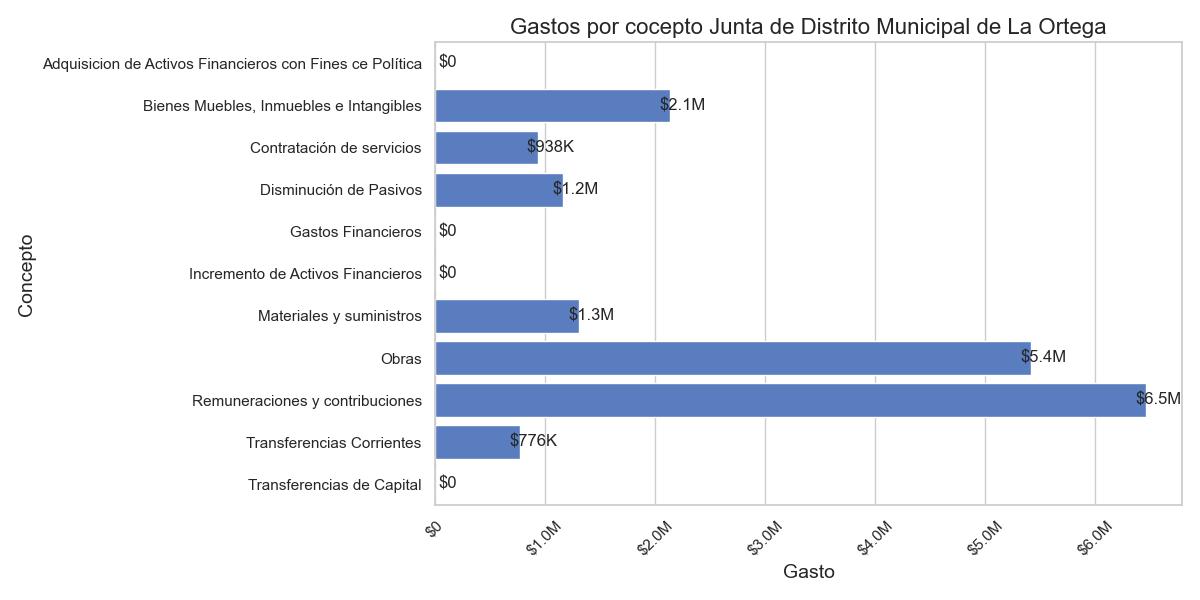 Gastos por cocepto Junta de Distrito Municipal de La Ortega
Concepto
Adquisicion de Activos Financieros con Fines ce Política $0
Bienes Muebles, Inmuebles e Intangibles $2.1M
Contratación de servicios $938K
Disminución de Pasivos $1.2M
Gastos Financieros $0
Incremento de Activos Financieros $0
Materiales y suministros $1.3M
Obras $5.4M
Remuneraciones y contribuciones $6.5M
Transferencias Corrientes $776K
Transferencias de Capital $0
$0 $1.0M $2.0M $3.0M $4.0M $5.0M $6.0M
Gasto